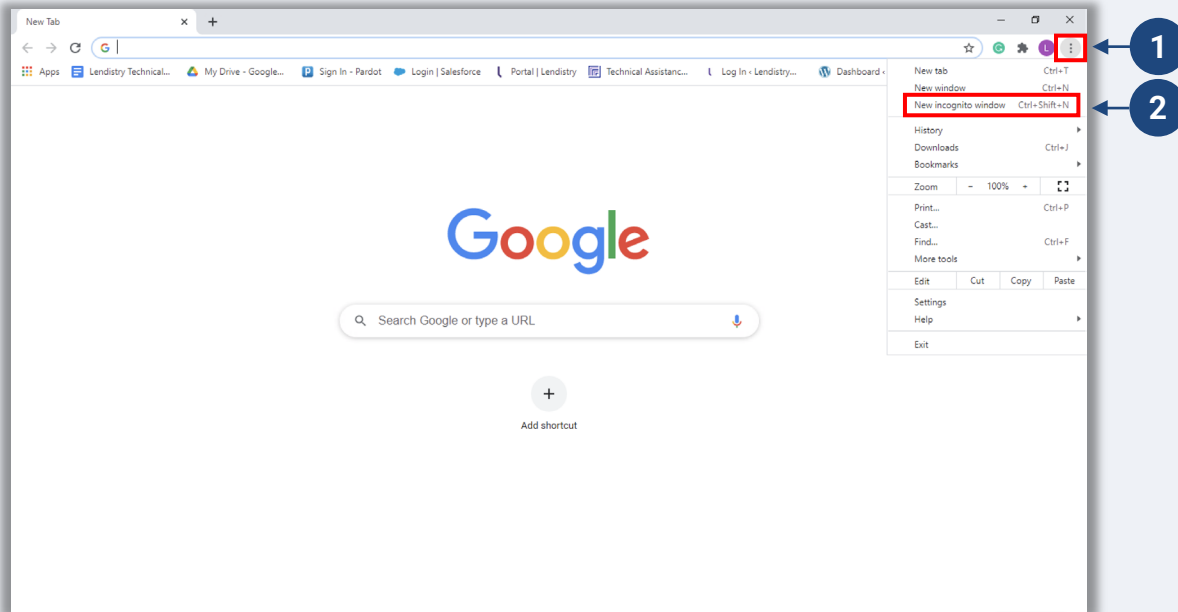 New Tab
1
G
L
Apps Lendistry Technical... My Drive - Google... Sign In - Pardot Login | Salesforce Portal | Lendistry Technical Assistanc... Log In ‹ Lendistry... Dashboard ‹
New tab Ctrl+T
New window Ctrl+N
New incognito window Ctrl+Shift+N
2
History
Downloads Ctrl+J
Bookmarks
Zoom - 100% +
Print... Ctrl+P
Cast...
Find... Ctrl+F
More tools
Edit Cut Copy Paste
Settings
Help
Exit
Google
Search Google or type a URL
Add shortcut